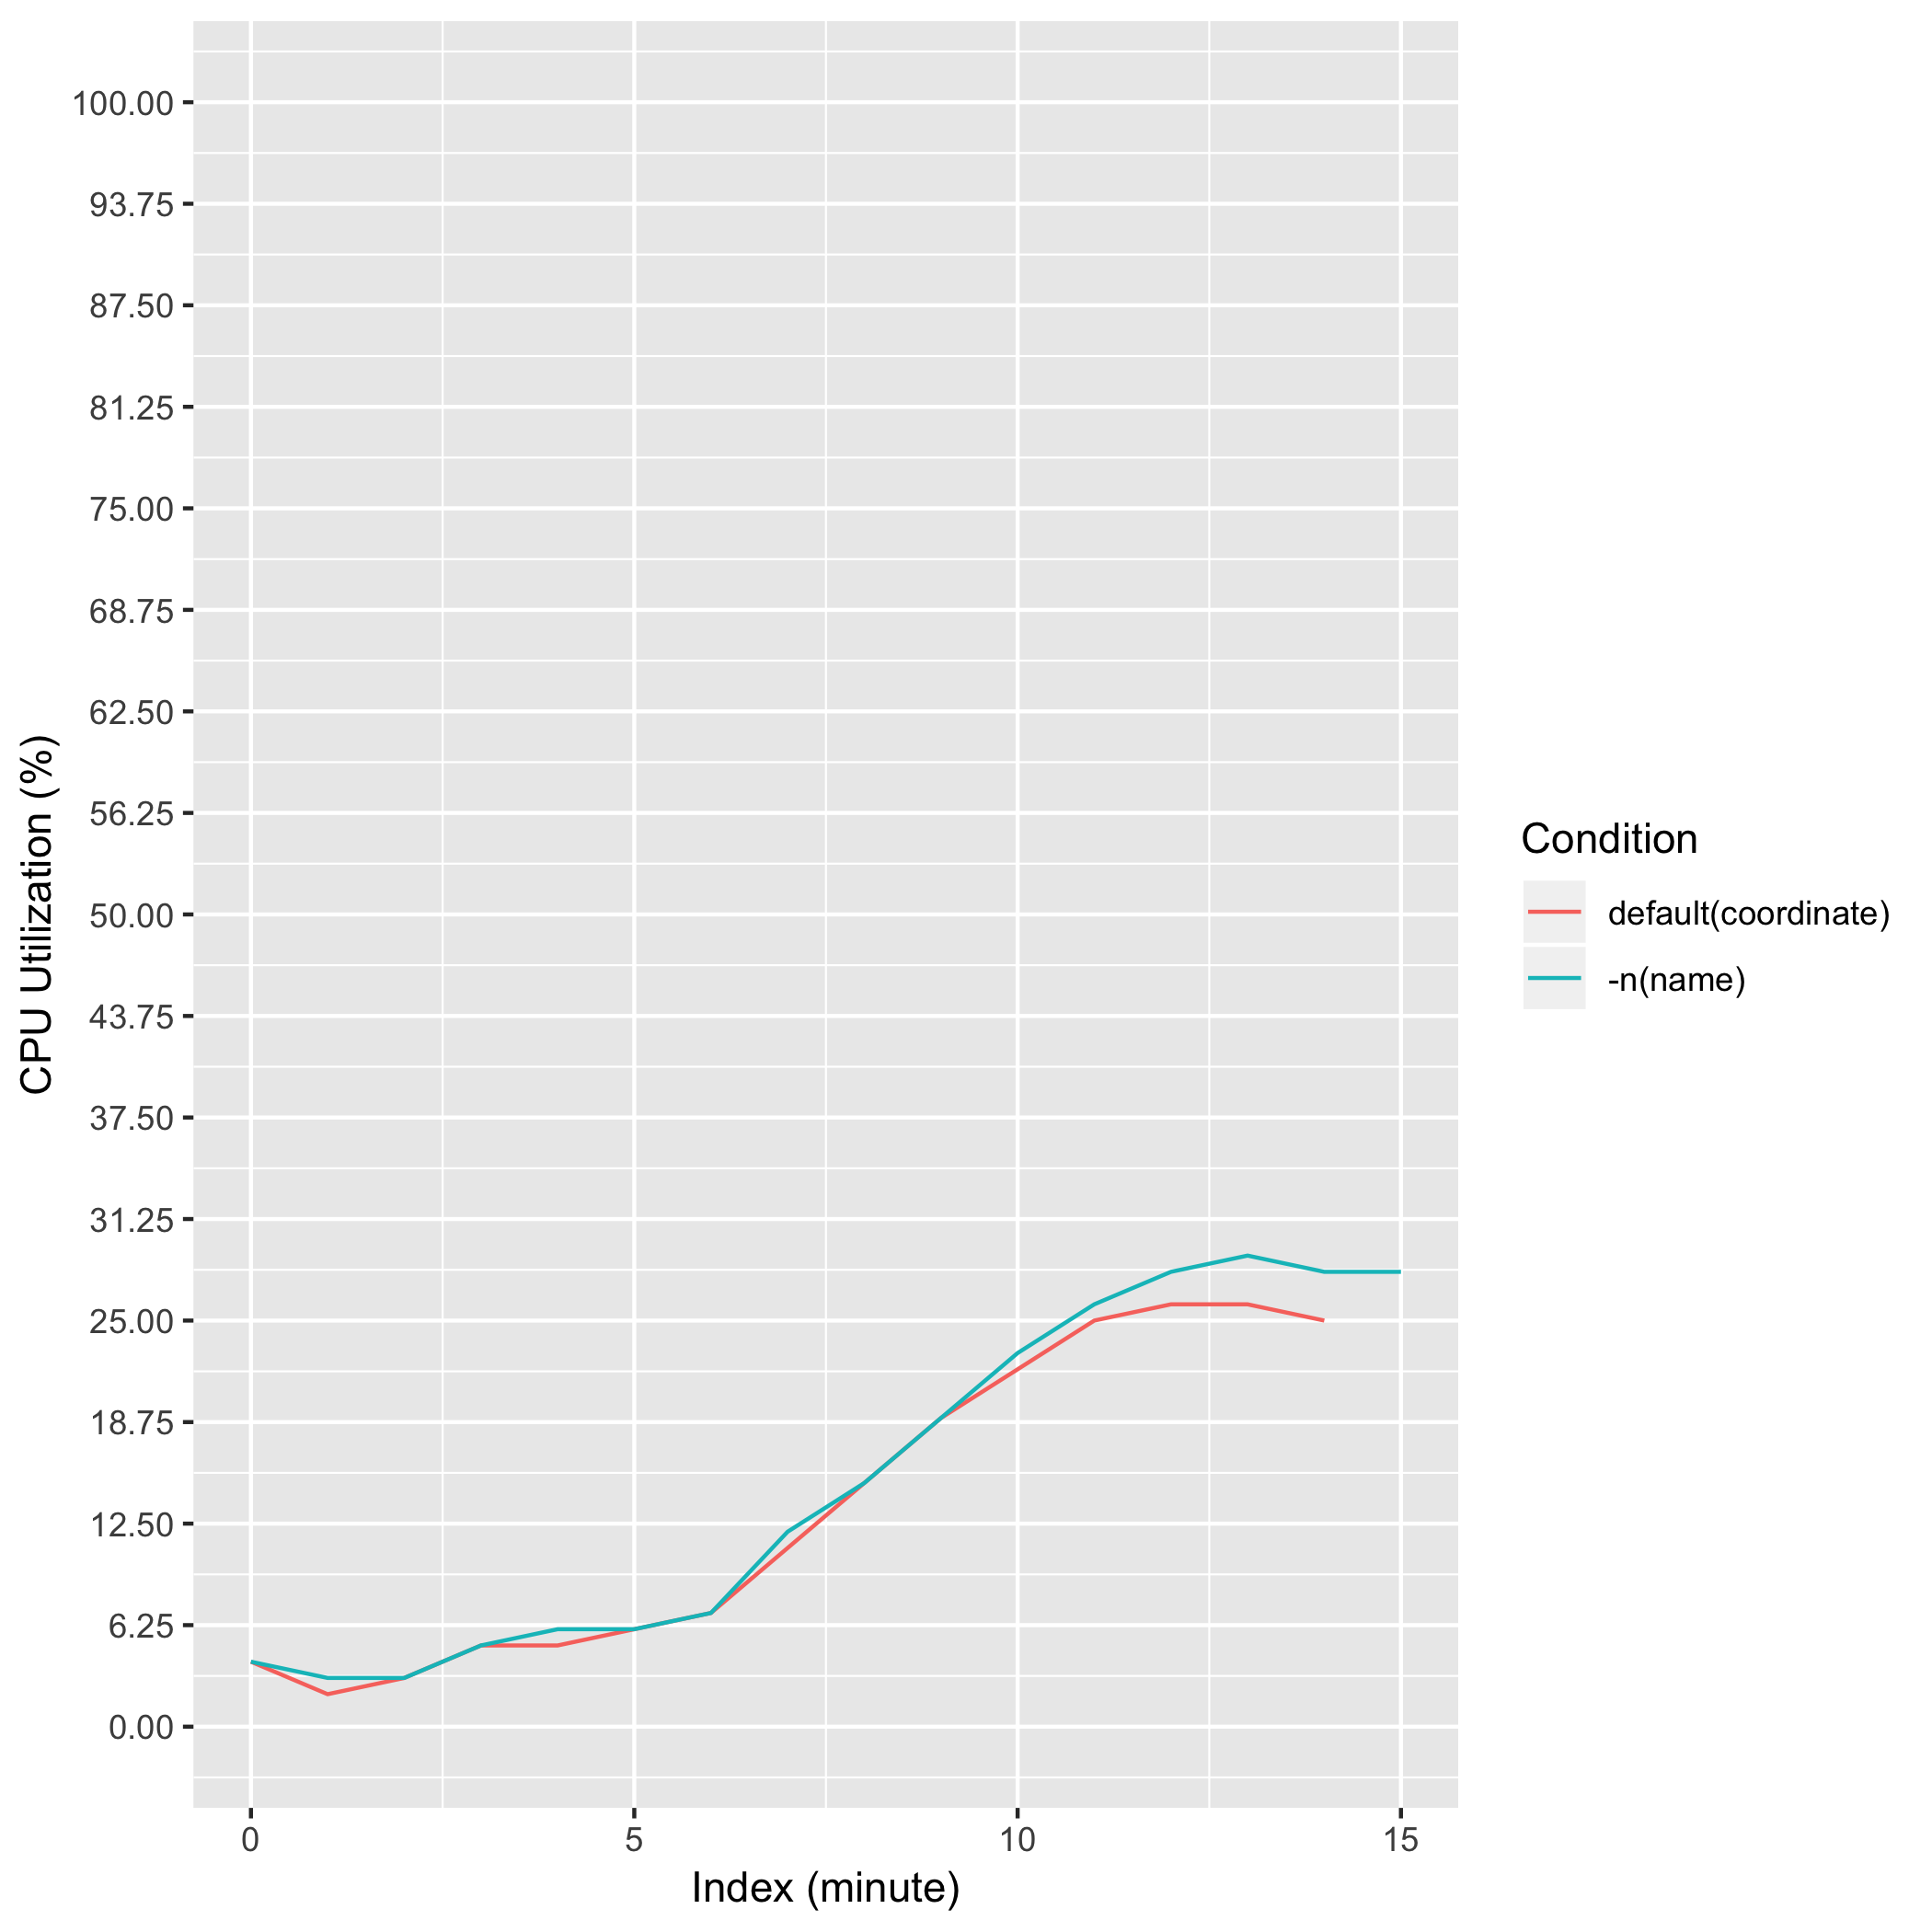 100.00
93.75
87.50
81.25
75.00
68.75
62.50
56.25
50.00
43.75
37.50
31.25
25.00
18.75
12.50
6.25
0.00
CPU Utilization (%)
0 5 10 15
Index (minute)
Condition
default(coordinate)
-n(name)